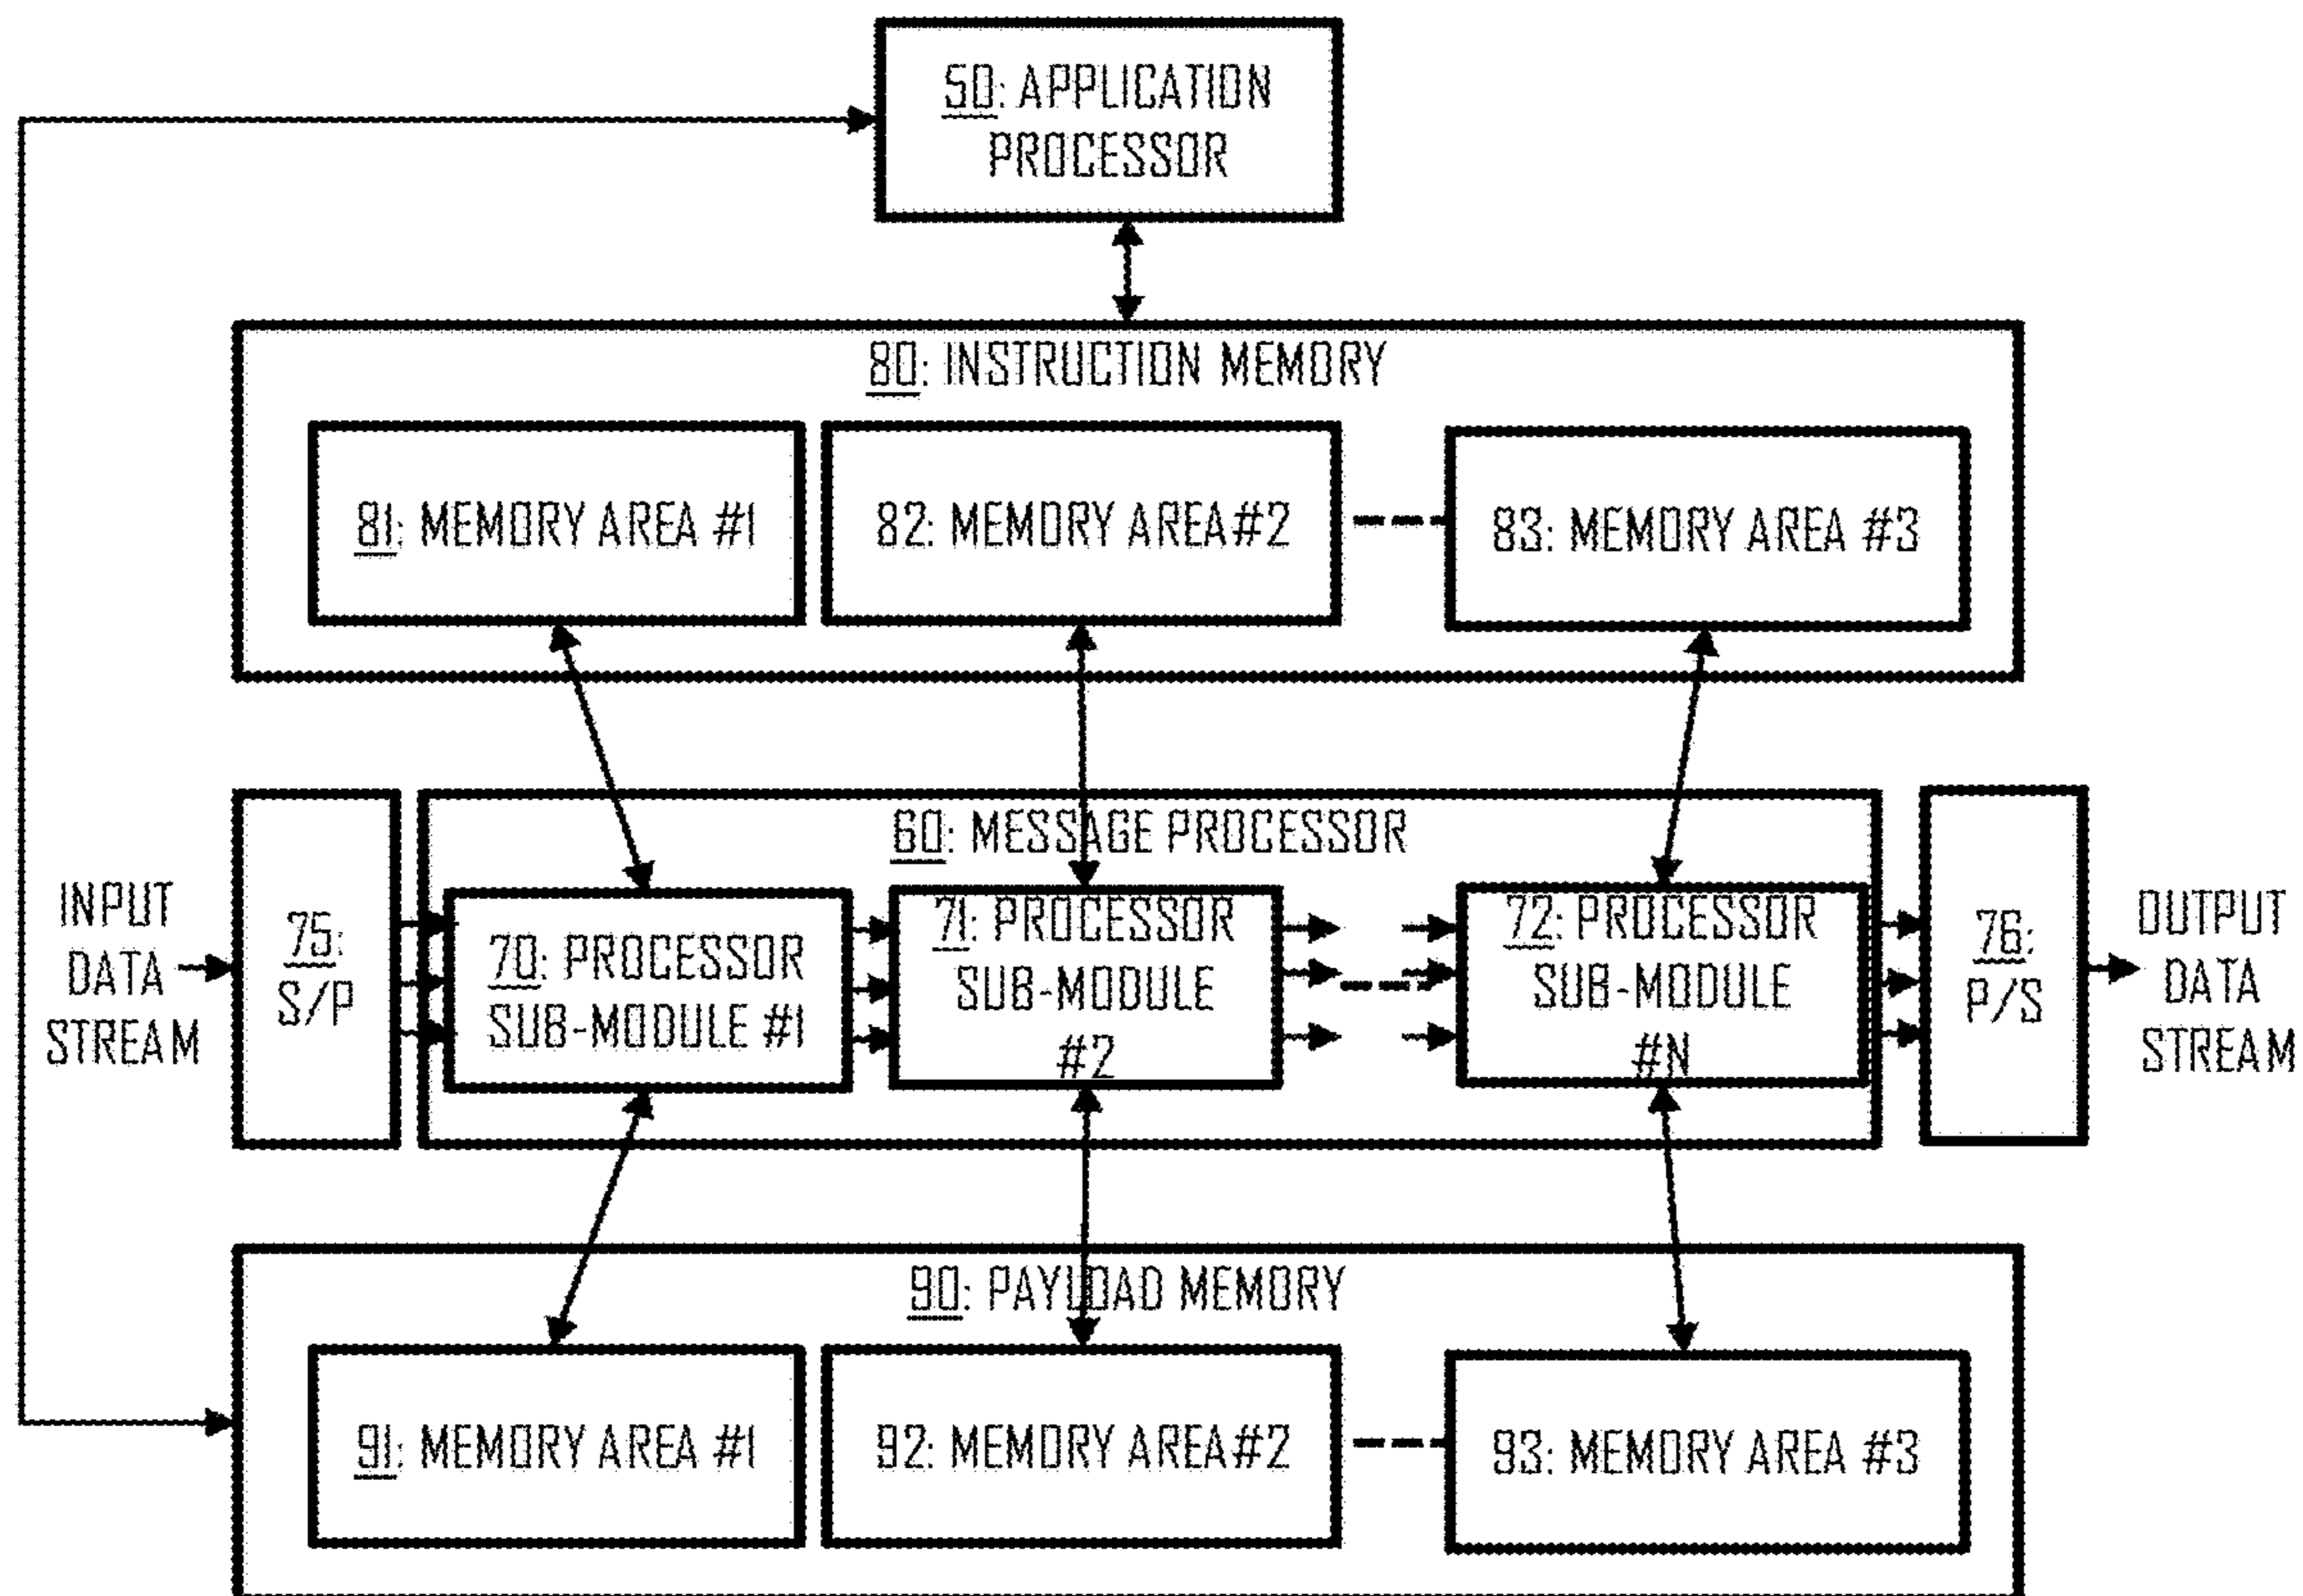 50: APPLICATION
PROCESSOR
80: INSTRUCTION MEMORY
81: MEMORY AREA #1
82: MEMORY AREA #2
83: MEMORY AREA #3
60: MESSAGE PROCESSOR
INPUT
DATA
STREAM
75:
S/P
70: PROCESSOR
SUB-MODULE #1
71: PROCESSOR
SUB-MODULE
#2
72: PROCESSOR
SUB-MODULE
#N
76:
P/S
OUTPUT
DATA
STREAM
90: PAYLOAD MEMORY
91: MEMORY AREA #1
92: MEMORY AREA #2
93: MEMORY AREA #3